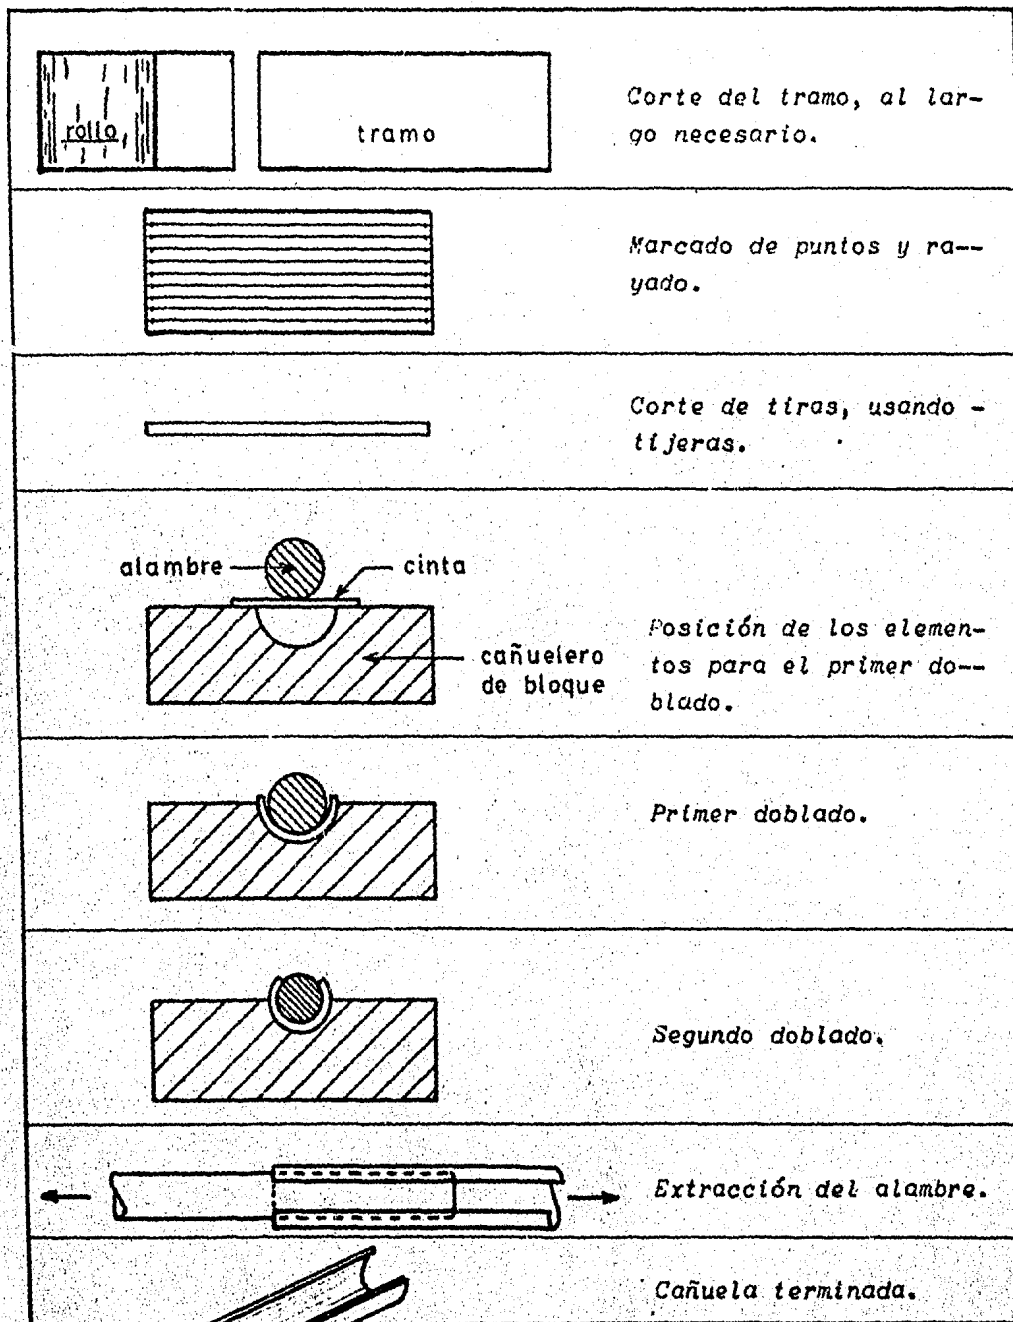 rollo
tramo
Corte del tramo, al lar-
go necesario.
Marcado de puntos y ra--
yado.
Corte de tiras, usando -
tijeras.
alambre
cinta
cañuelero
de bloque
Posición de los elemen-
tos para el primer do--
blado.
Primer doblado.
Segundo doblado.
Extracción del alambre.
Cañuela terminada.